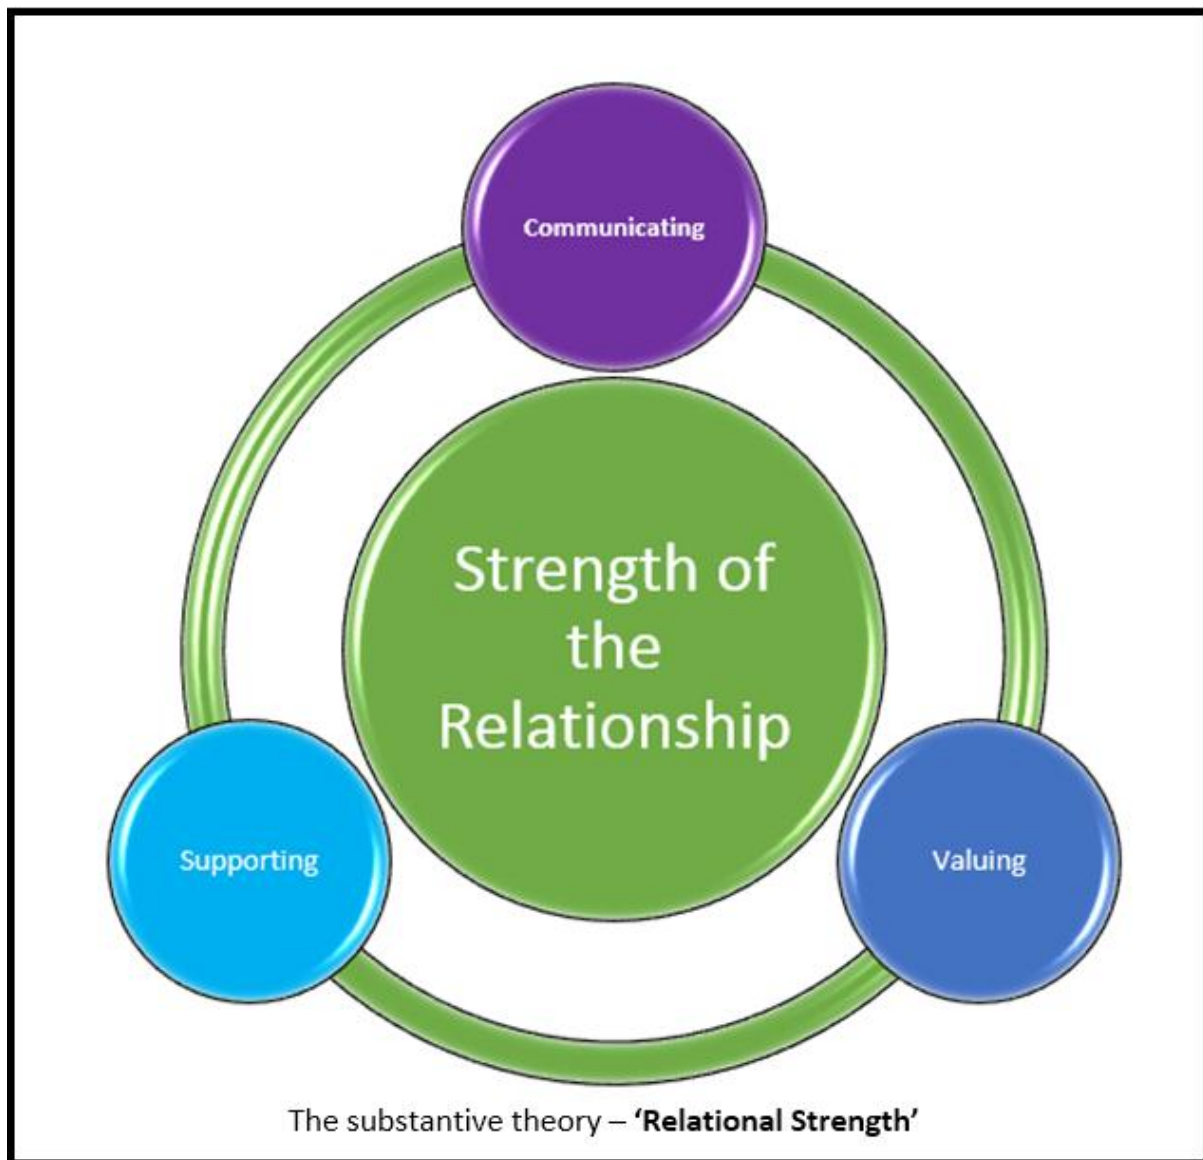 Communicating
Strength of
the
Relationship
Supporting
Valuing
The substantive theory – ‘Relational Strength’